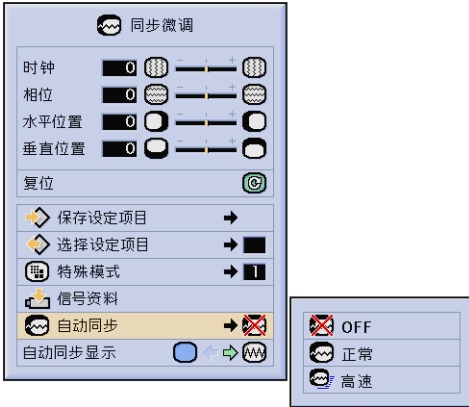 同步微调
时钟 0
相位 0
水平位置 0
垂直位置 0
复位
保存设定项目
选择设定项目
特殊模式 1
信号资料
自动同步
自动同步显示
OFF
正常
高速